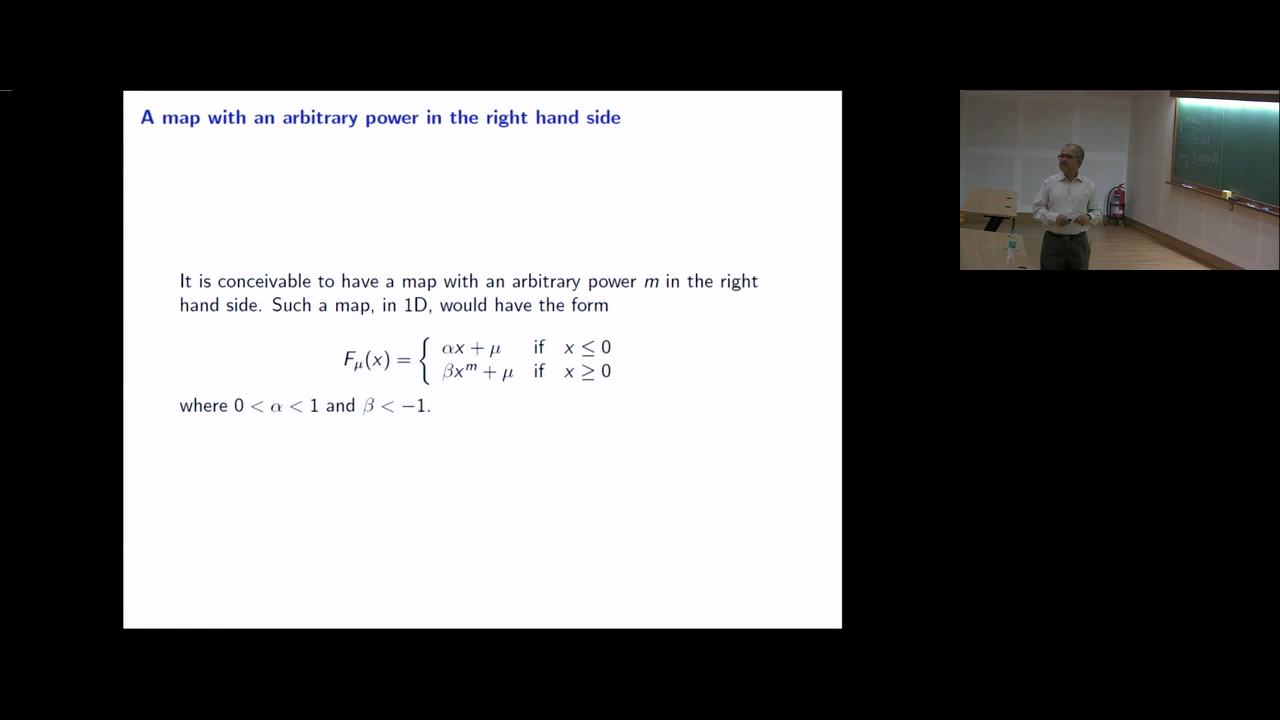 A map with an arbitrary power in the right hand side
It is conceivable to have a map with an arbitrary power m in the right
hand side. Such a map, in 1D, would have the form
F_μ(x) = { αx + μ if x ≤ 0
βx^m + μ if x ≥ 0
where 0 < α < 1 and β < −1.